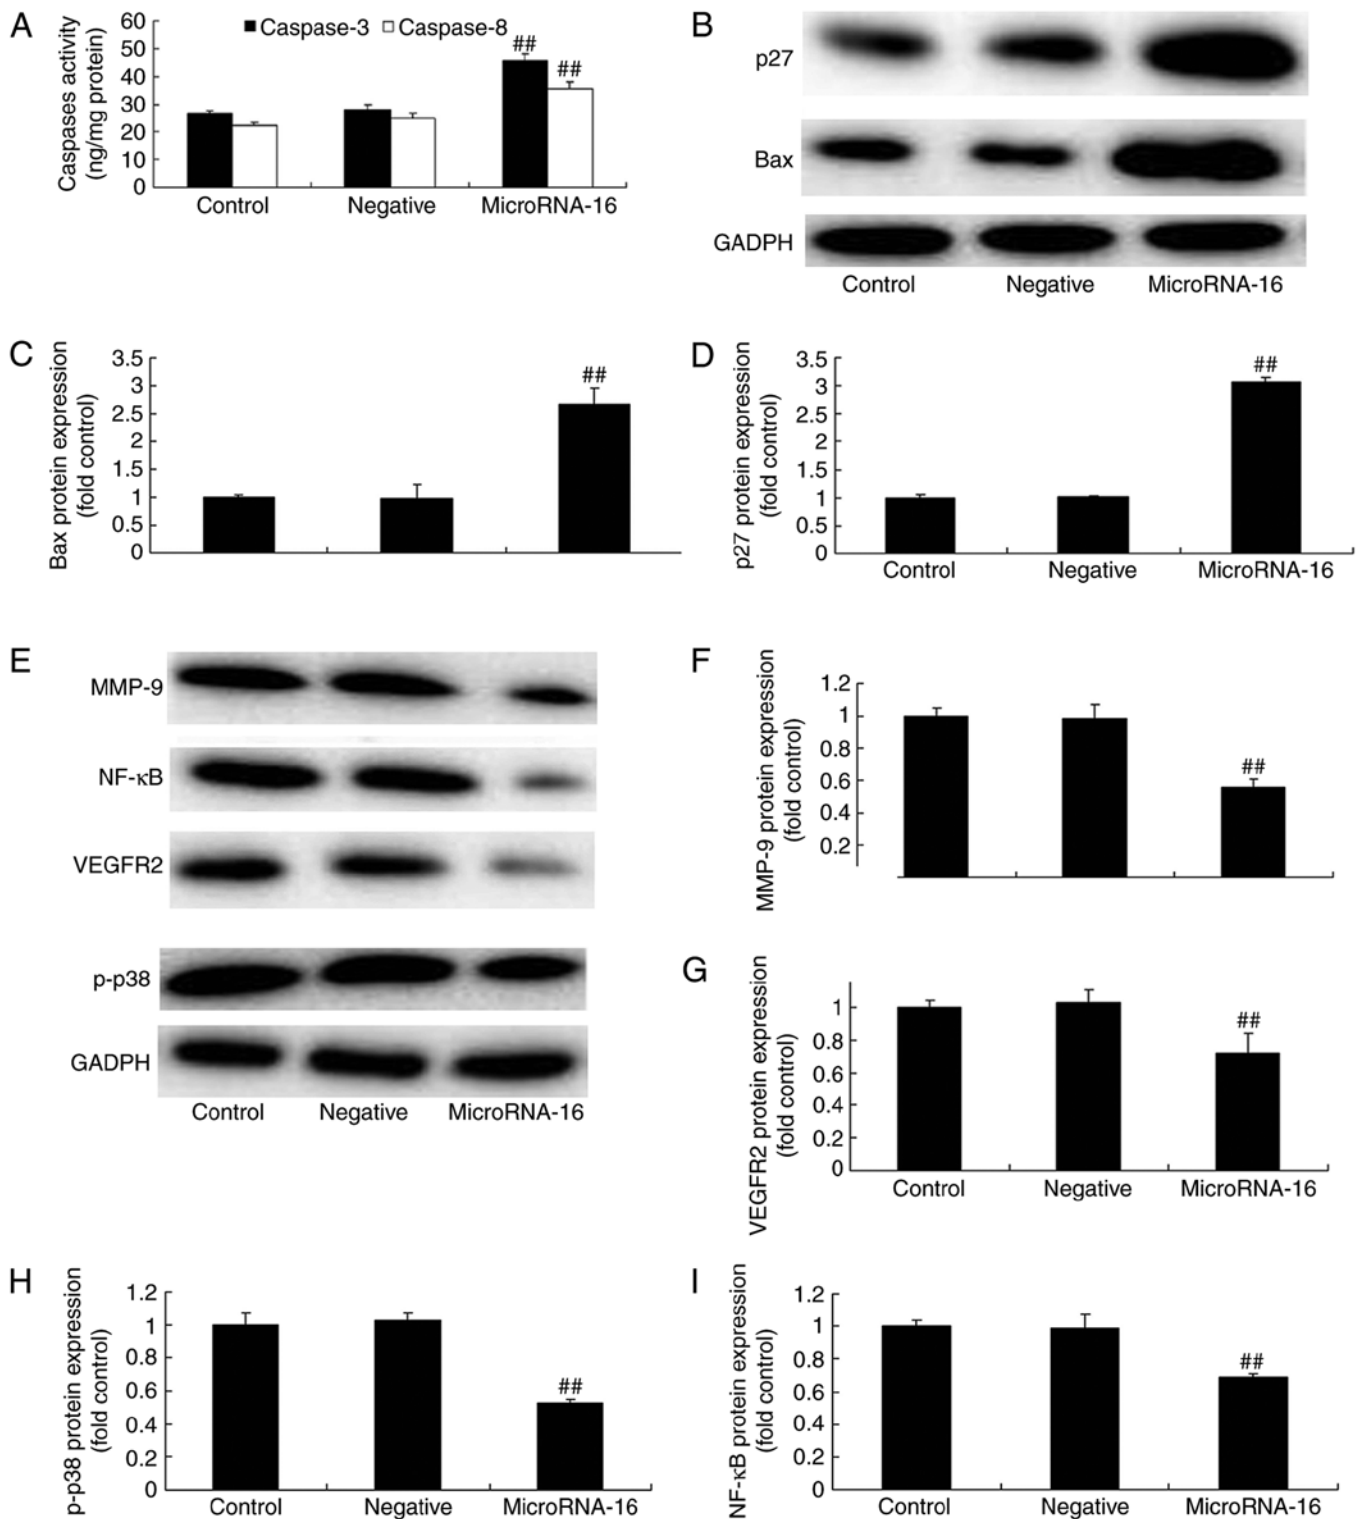 A
Caspases activity
(ng/mg protein)
60
50
40
30
20
10
0
Caspase-3 Caspase-8
##
##
Control Negative MicroRNA-16
B
p27
Bax
GADPH
Control Negative MicroRNA-16
C
Bax protein expression
(fold control)
3.5
3
2.5
2
1.5
1
0.5
0
##
D
p27 protein expression
(fold control)
3.5
3
2.5
2
1.5
1
0.5
0
##
Control Negative MicroRNA-16
E
MMP-9
NF-κB
VEGFR2
p-p38
GADPH
Control Negative MicroRNA-16
F
MMP-9 protein expression
(fold control)
1.2
1
0.8
0.6
0.4
0.2
##
G
VEGFR2 protein expression
(fold control)
1
0.8
0.6
0.4
0.2
0
##
Control Negative MicroRNA-16
H
p-p38 protein expression
(fold control)
1.2
1
0.8
0.6
0.4
0.2
0
##
Control Negative MicroRNA-16
I
NF-κB protein expression
(fold control)
1.2
1
0.8
0.6
0.4
0.2
0
##
Control Negative MicroRNA-16